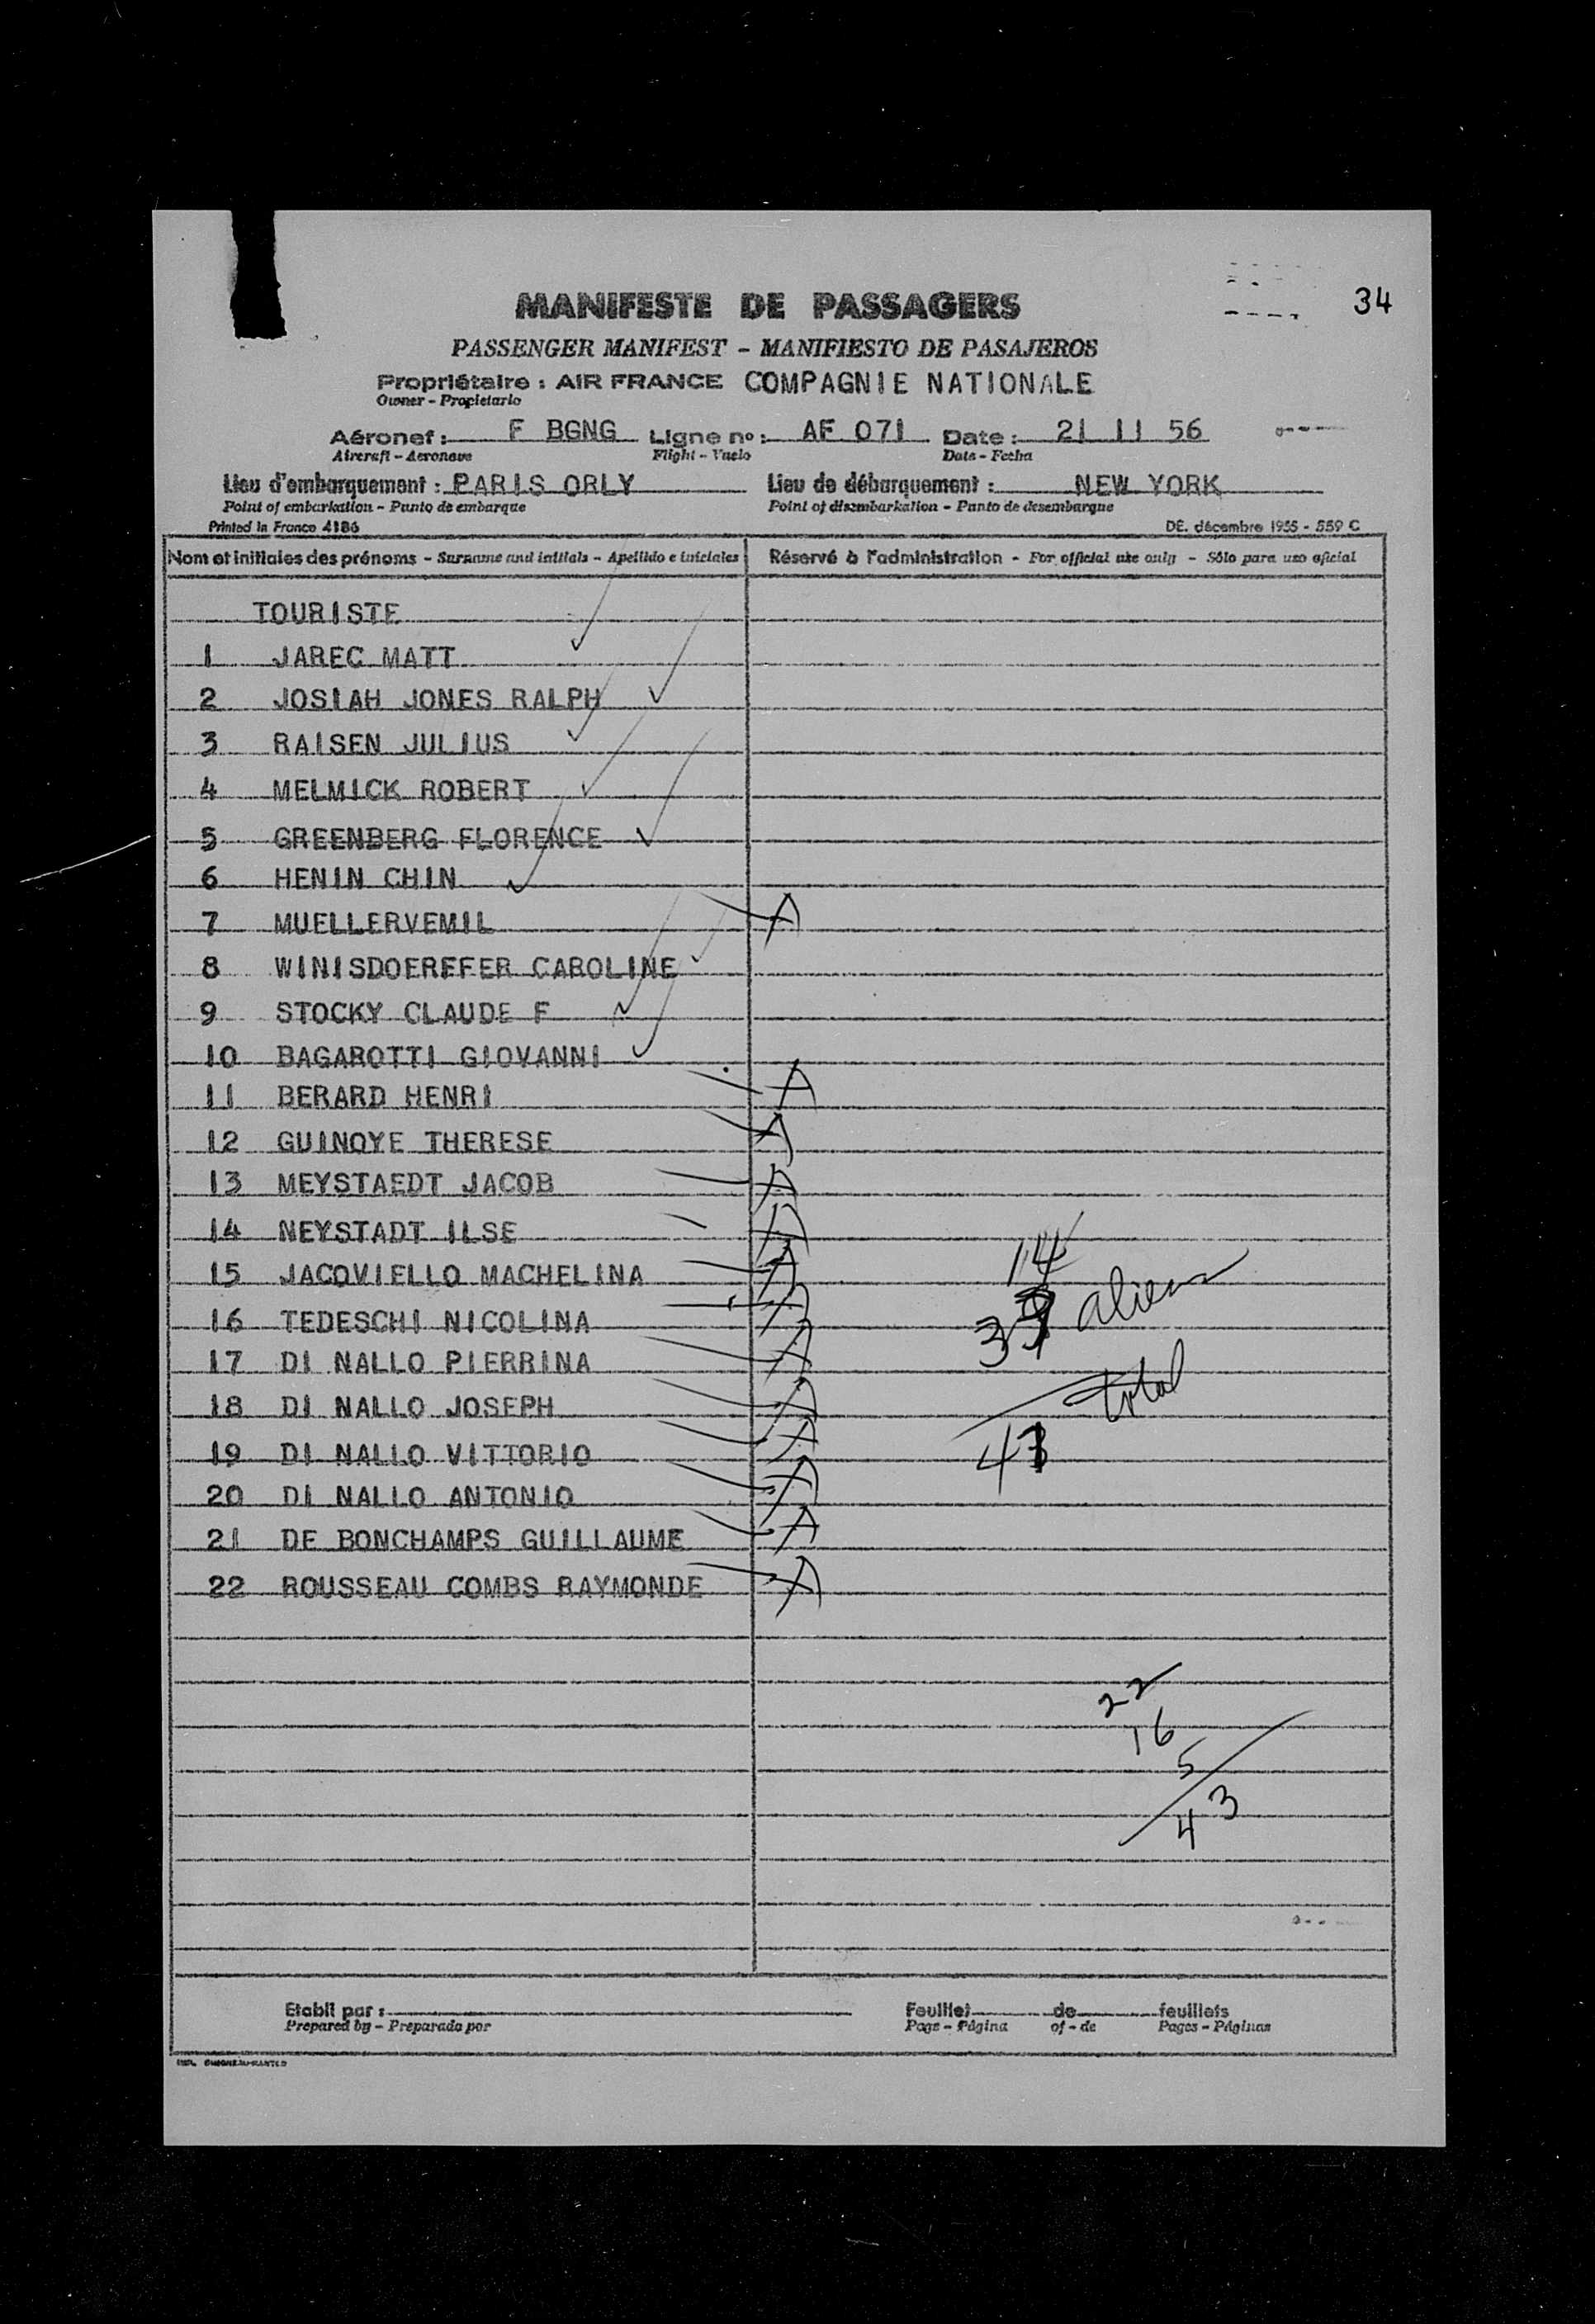 34
MANIFESTE DE PASSAGERS
PASSENGER MANIFEST - MANIFIESTO DE PASAJEROS
Propriétaire : AIR FRANCE COMPAGNIE NATIONALE
Owner - Propietario
Aéronef : F BGNG Ligne no : AF 071 Date : 21 11 56
Aircraft - Aeronave Flight - Vuelo Date - Fecha
Lieu d'embarquement : PARIS ORLY Lieu de débarquement : NEW YORK
Point of embarkation - Punto de embarque Point of disembarkation - Punto de desembarque
Printed in France 4186 DE. décembre 1955 - 559 C
Nom et initiales des prénoms - Surname and initials - Apellido e iniciales Réservé à l'administration - For official use only - Sólo para uso oficial
TOURISTE
1 JAREC MATT
2 JOSIAH JONES RALPH
3 RAISEN JULIUS
4 MELMICK ROBERT
5 GREENBERG FLORENCE
6 HENIN CHIN
7 MUELLERVEMIL A
8 WINISDOERFFER CAROLINE
9 STOCKY CLAUDE F
10 BAGAROTTI GIOVANNI
11 BERARD HENRI A
12 GUINOYE THERESE A
13 MEYSTAEDT JACOB A
14 NEYSTADT ILSE A
15 JACOVIELLO MACHELINA A
16 TEDESCHI NICOLINA A
17 DI NALLO PIERRINA A
18 DI NALLO JOSEPH A
19 DI NALLO VITTORIO A
20 DI NALLO ANTONIO A
21 DE BONCHAMPS GUILLAUME A
22 ROUSSEAU COMBS RAYMONDE A
14
aliens
total
22
16
5
43
Etabli par :
Prepared by - Preparado por
Feuillet de feuillets
Page - Página of - de Pages - Páginas